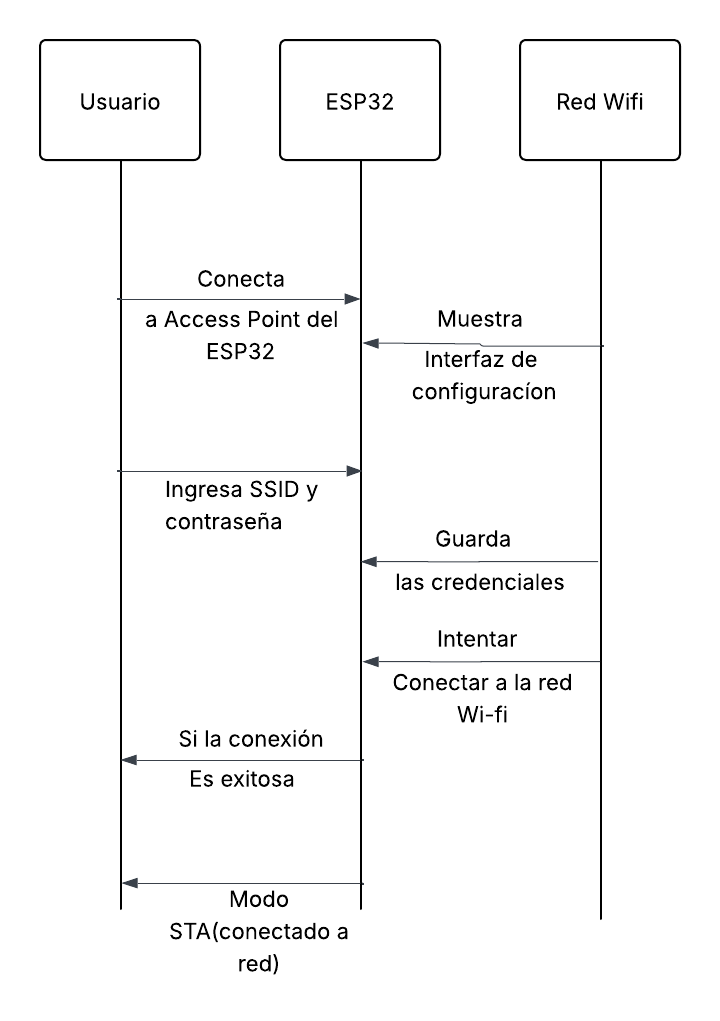 Usuario
ESP32
Red Wifi
Conecta
a Access Point del
ESP32
Muestra
Interfaz de
configuracíon
Ingresa SSID y
contraseña
Guarda
las credenciales
Intentar
Conectar a la red
Wi-fi
Si la conexión
Es exitosa
Modo
STA(conectado a
red)